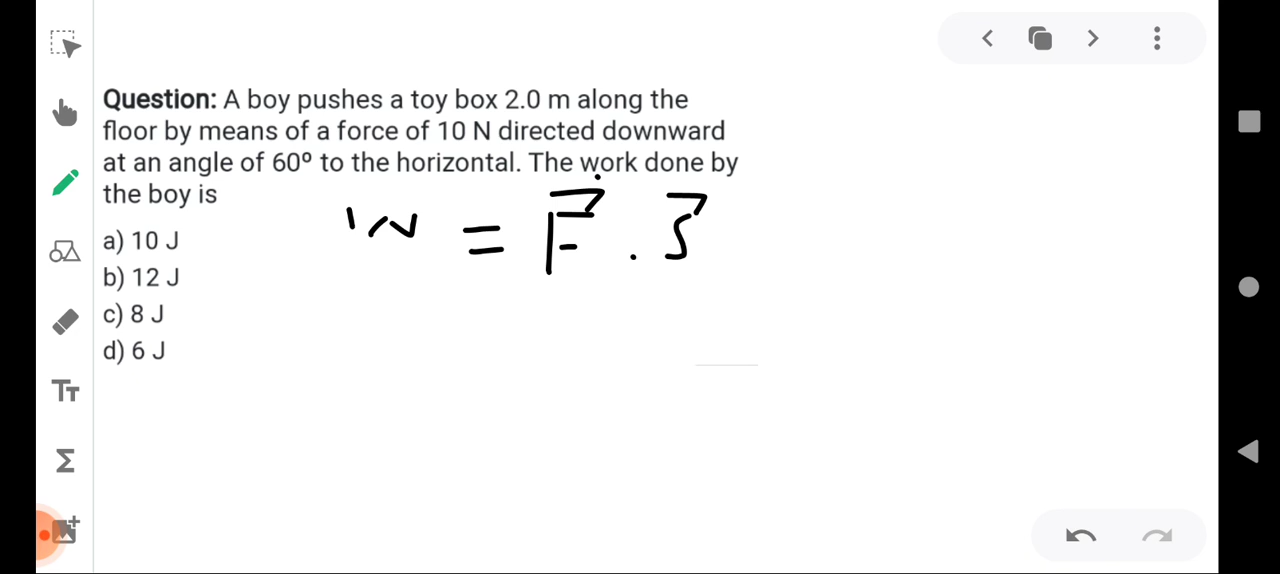 Question: A boy pushes a toy box 2.0 m along the
floor by means of a force of 10 N directed downward
at an angle of 60º to the horizontal. The work done by
the boy is
W = F⃗ . S⃗
a) 10 J
b) 12 J
c) 8 J
d) 6 J